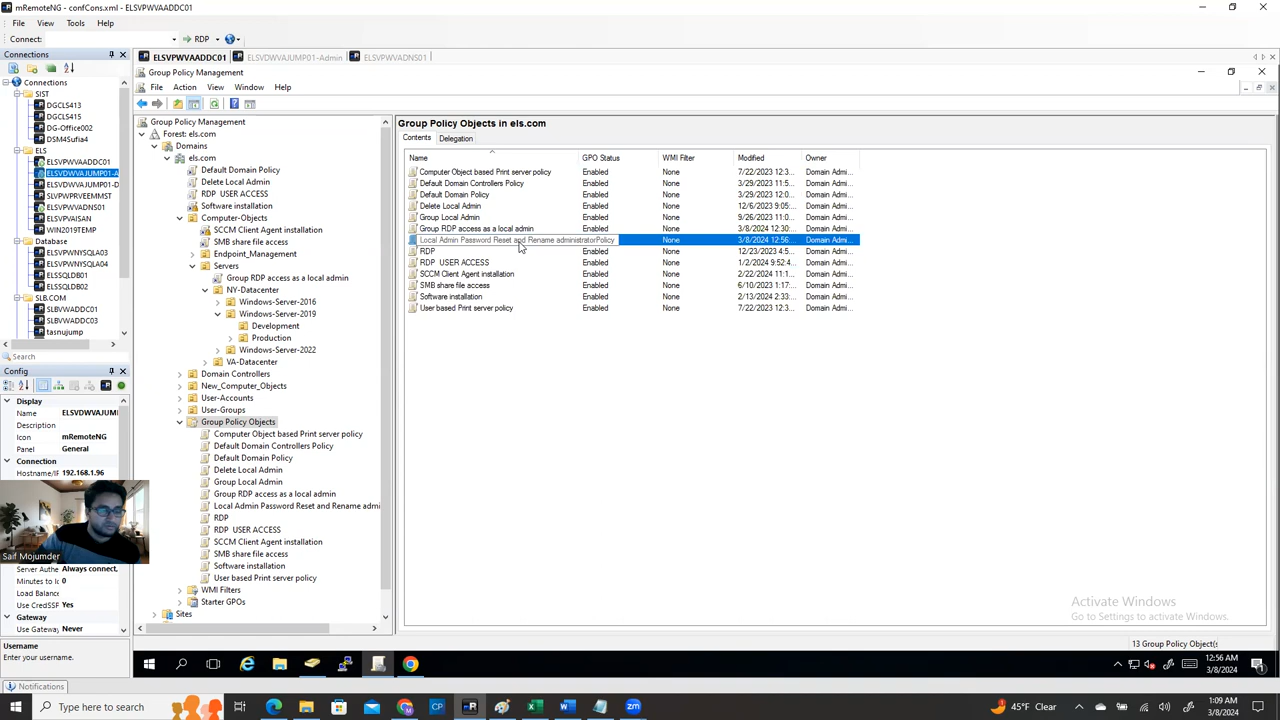 mRemoteNG - confCons.xml - ELSVPWVAADDC01
File View Tools Help
Connect: RDP
Connections
Connections
SIST
DGCLS413
DGCLS415
DG-Office002
DSM4Sufia4
ELS
ELSVPWVAADDC01
ELSVDWVAJUMP01-A
ELSVDWVAJUMP01-D
SLVPWPRVEEMMST
ELSVPWVADNS01
ELSVPVAISAN
WIN2019TEMP
Database
ELSVPWNYSQLA03
ELSVPWNYSQLA04
ELSSQLDB01
ELSSQLDB02
SLB.COM
SLBVWADDC01
SLBVWADDC03
tasnujump
Search
Config
Display
Name ELSVDWVAJUMI
Description
Icon mRemoteNG
Panel General
Connection
Hostname/IF 192.168.1.96
Saif Mojumder
Server Authe Always connect,
Minutes to Ic 0
Load Balance
Use CredSSP Yes
Gateway
Use Gateway Never
Username
Enter your username.
Notifications
ELSVPWVAADDC01 ELSVDWVAJUMP01-Admin ELSVPWVADNS01
Group Policy Management
File Action View Window Help
Group Policy Management
Forest: els.com
Domains
els.com
Default Domain Policy
Delete Local Admin
RDP USER ACCESS
Software installation
Computer-Objects
SCCM Client Agent installation
SMB share file access
Endpoint_Management
Servers
Group RDP access as a local admin
NY-Datacenter
Windows-Server-2016
Windows-Server-2019
Development
Production
Windows-Server-2022
VA-Datacenter
Domain Controllers
New_Computer_Objects
User-Accounts
User-Groups
Group Policy Objects
Computer Object based Print server policy
Default Domain Controllers Policy
Default Domain Policy
Delete Local Admin
Group Local Admin
Group RDP access as a local admin
Local Admin Password Reset and Rename admi
RDP
RDP USER ACCESS
SCCM Client Agent installation
SMB share file access
Software installation
User based Print server policy
WMI Filters
Starter GPOs
Sites
Group Policy Objects in els.com
Contents Delegation
Name GPO Status WMI Filter Modified Owner
Computer Object based Print server policy Enabled None 7/22/2023 12:3... Domain Admi...
Default Domain Controllers Policy Enabled None 3/29/2023 11:5... Domain Admi...
Default Domain Policy Enabled None 3/29/2023 11:5... Domain Admi...
Delete Local Admin Enabled None 12/6/2023 9:05... Domain Admi...
Group Local Admin Enabled None 9/26/2023 11:0... Domain Admi...
Group RDP access as a local admin Enabled None 3/8/2024 12:30:... Domain Admi...
Local Admin Password Reset and Rename administratorPolicy None 3/8/2024 12:56:... Domain Admi...
RDP Enabled None 12/23/2023 4:5... Domain Admi...
RDP USER ACCESS Enabled None 1/2/2024 9:52:4... Domain Admi...
SCCM Client Agent installation Enabled None 2/22/2024 11:1... Domain Admi...
SMB share file access Enabled None 6/10/2023 1:17:... Domain Admi...
Software installation Enabled None 2/13/2024 2:33:... Domain Admi...
User based Print server policy Enabled None 7/22/2023 12:3... Domain Admi...
Activate Windows
Go to Settings to activate Windows.
13 Group Policy Object(s
12:56 AM
3/8/2024
Type here to search
45°F Clear
1:09 AM
3/8/2024